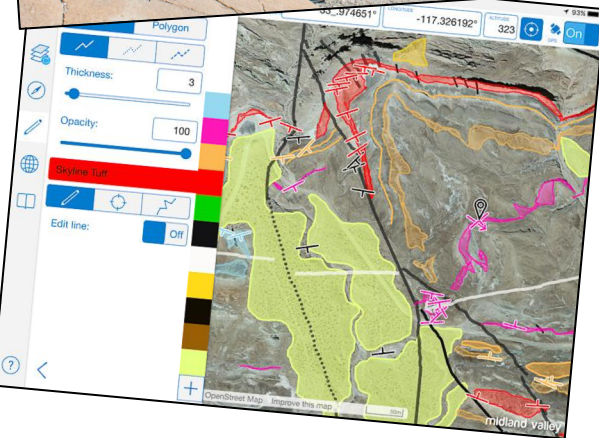 Polygon
-117.326192°
ALTITUDE
323
93%
On
Thickness:
3
Opacity:
100
Skyline Tuff
Edit line:
Off
?
+
OpenStreet Map Improve this map
midland valley